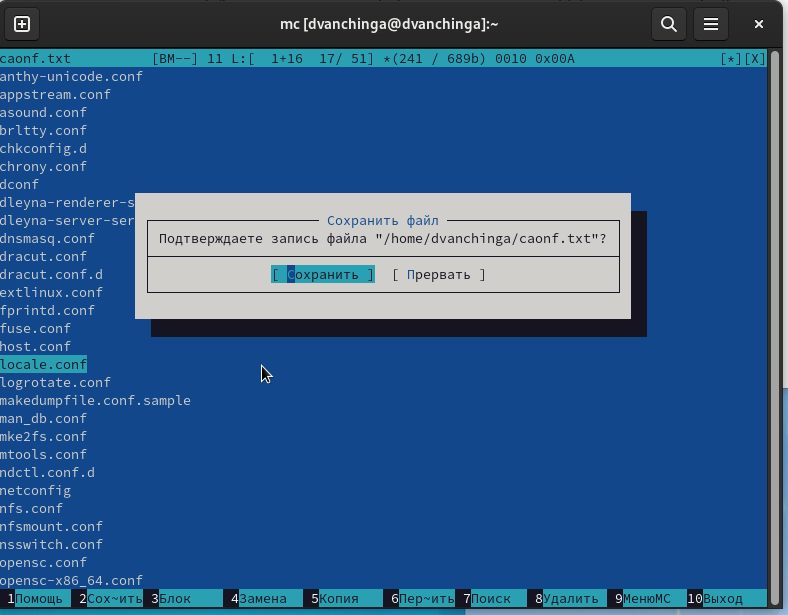 mc [dvanchinga@dvanchinga]:~
caonf.txt [BM--] 11 L:[ 1+16 17/ 51] *(241 / 689b) 0010 0x00A [*][X]
anthy-unicode.conf
appstream.conf
asound.conf
brltty.conf
chkconfig.d
chrony.conf
dconf
dleyna-renderer-s
dleyna-server-ser
dnsmasq.conf
dracut.conf
dracut.conf.d
extlinux.conf
fprintd.conf
fuse.conf
host.conf
locale.conf
logrotate.conf
makedumpfile.conf.sample
man_db.conf
mke2fs.conf
mtools.conf
ndctl.conf.d
netconfig
nfs.conf
nfsmount.conf
nsswitch.conf
opensc.conf
opensc-x86_64.conf
Сохранить файл
Подтверждаете запись файла "/home/dvanchinga/caonf.txt"?
[ Сохранить ] [ Прервать ]
1Помощь 2Сох~ить 3Блок 4Замена 5Копия 6Пер~ить 7Поиск 8Удалить 9МенюMC 10Выход